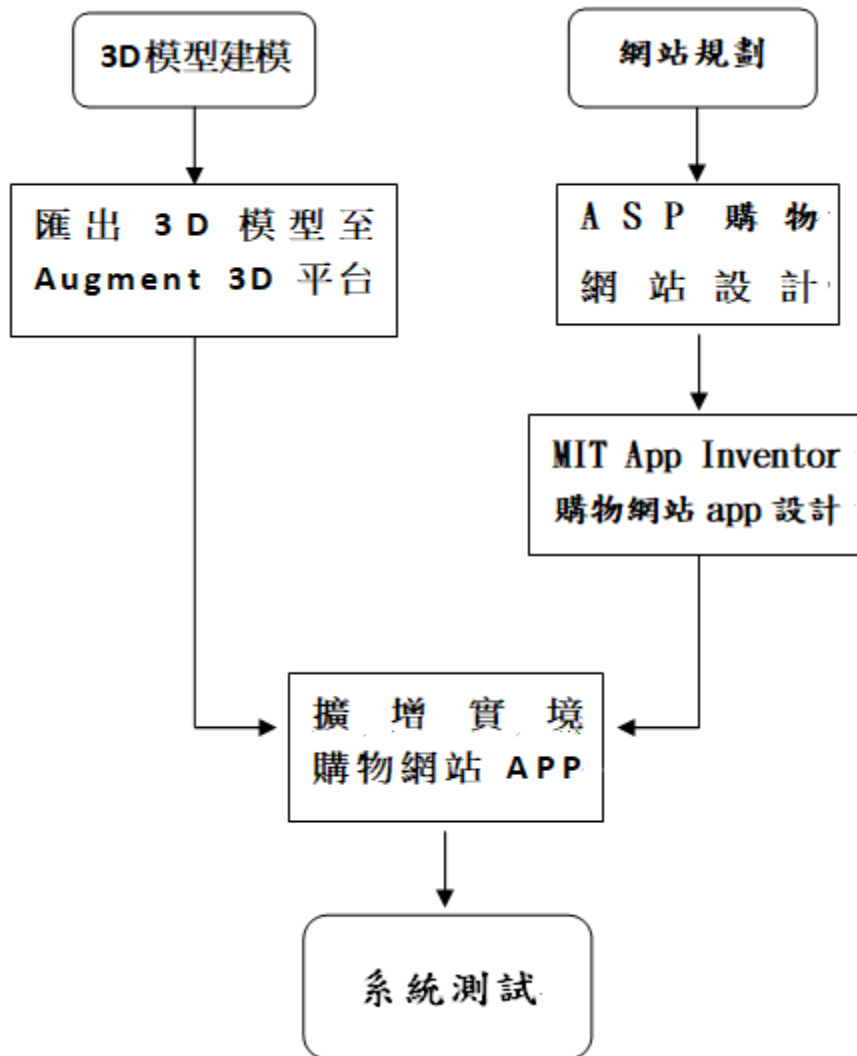 3D模型建模
網站規劃
匯出 3D 模型至
Augment 3D 平台
ASP 購物
網站設計
MIT App Inventor
購物網站 app 設計
擴增實境
購物網站 APP
系統測試